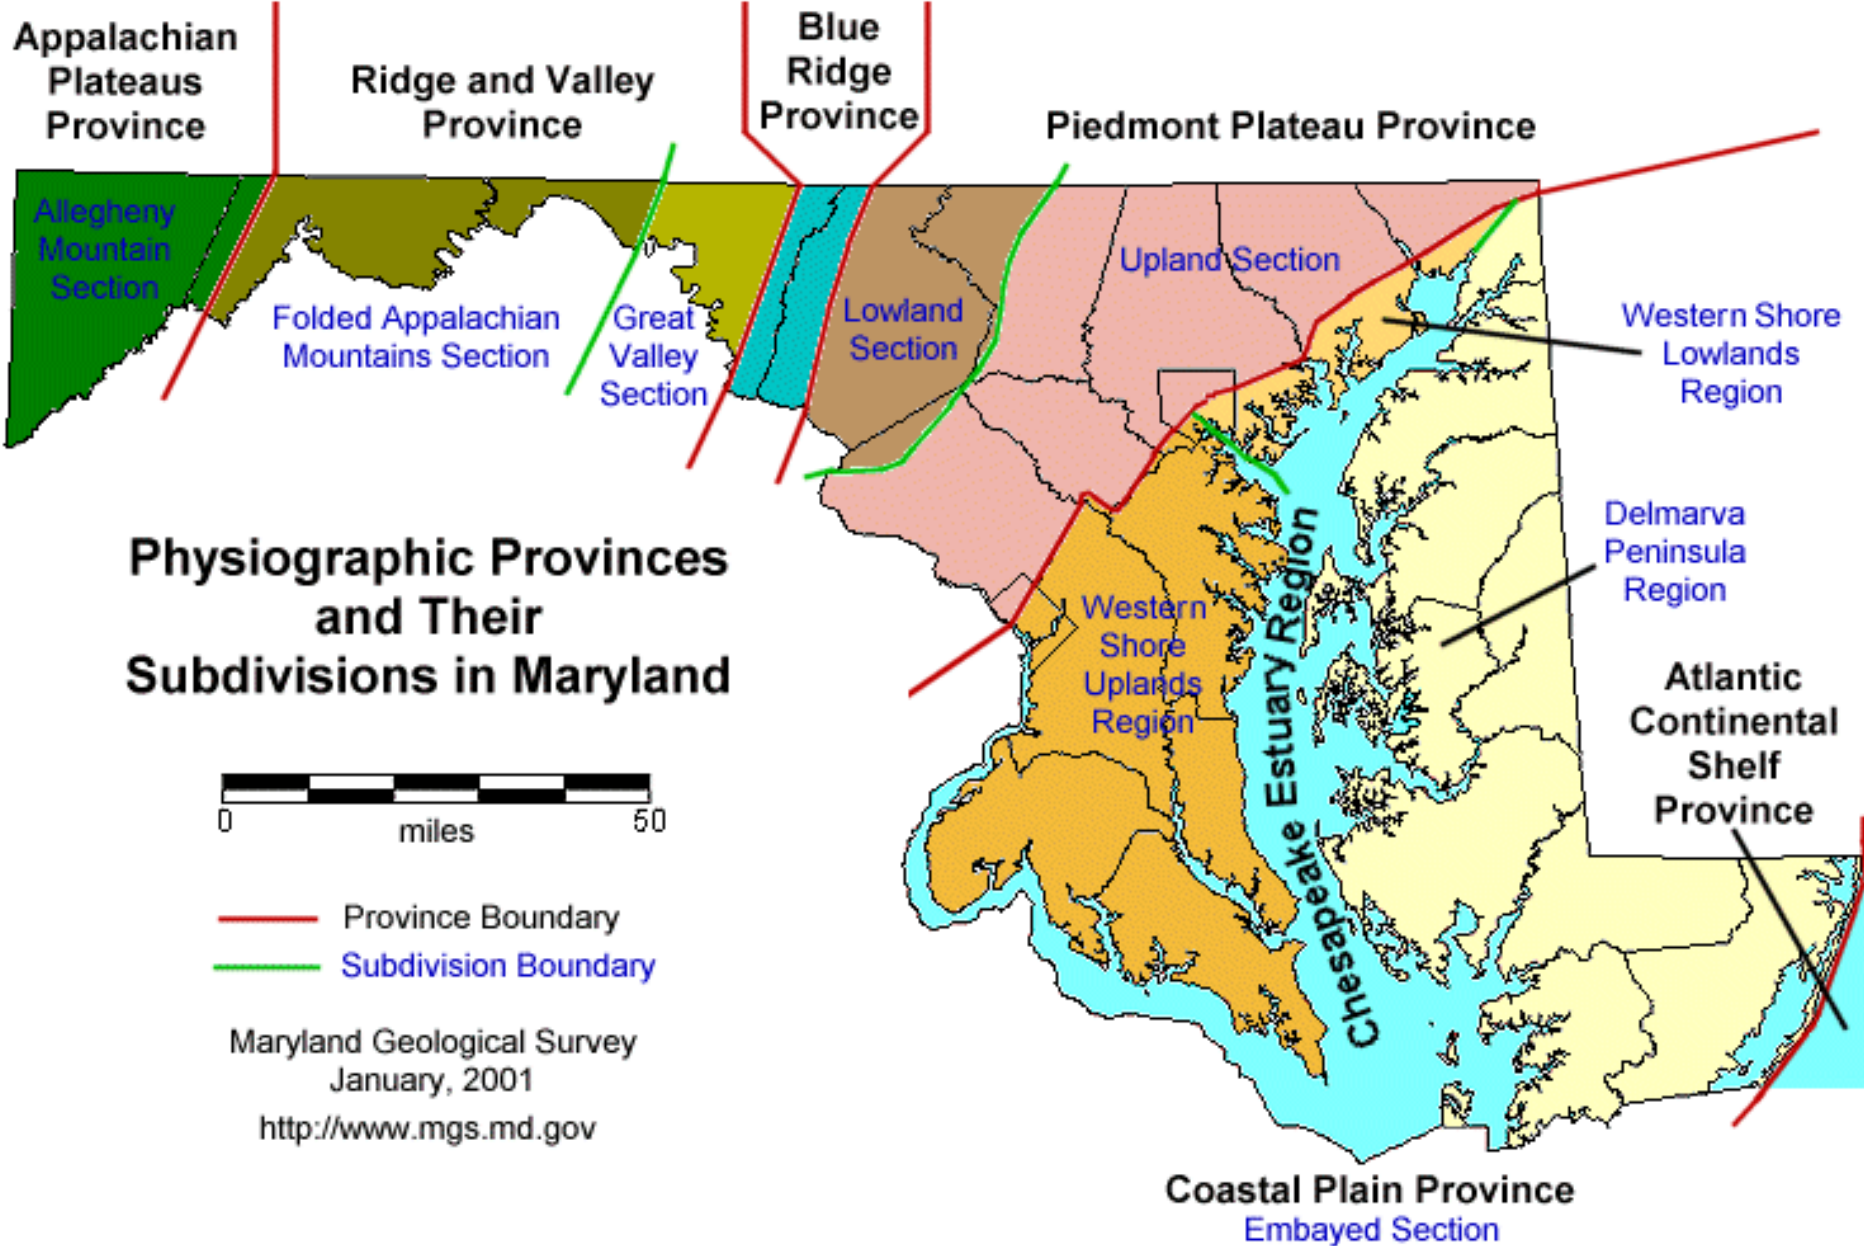 Appalachian
Plateaus
Province
Ridge and Valley
Province
Blue
Ridge
Province
Piedmont Plateau Province
Allegheny
Mountain
Section
Folded Appalachian
Mountains Section
Great
Valley
Section
Lowland
Section
Upland Section
Western Shore
Lowlands
Region
Delmarva
Peninsula
Region
Western
Shore
Uplands
Region
Chesapeake Estuary Region
Atlantic
Continental
Shelf
Province
Physiographic Provinces
and Their
Subdivisions in Maryland
0 50
miles
Province Boundary
Subdivision Boundary
Maryland Geological Survey
January, 2001
http://www.mgs.md.gov
Coastal Plain Province
Embayed Section